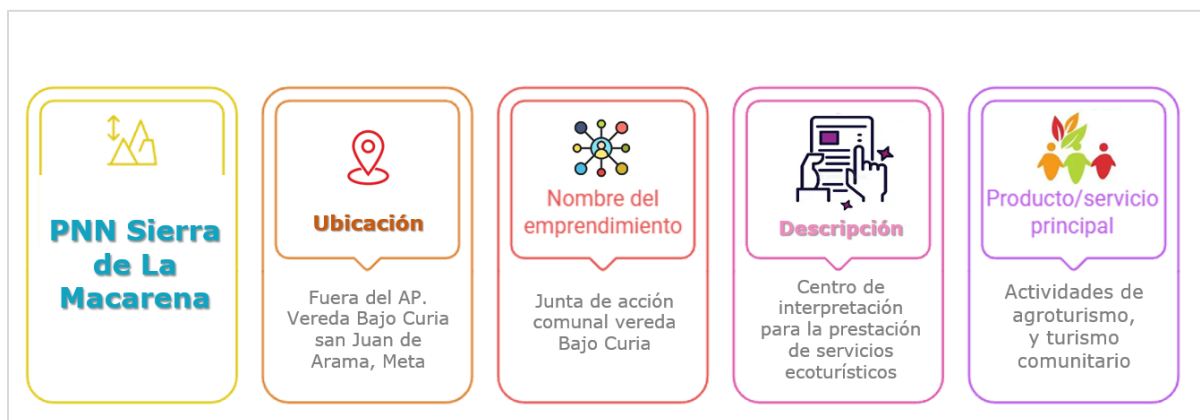 PNN Sierra
de La
Macarena
Ubicación
Fuera del AP.
Vereda Bajo Curia
san Juan de
Arama, Meta
Nombre del
emprendimiento
Junta de acción
comunal vereda
Bajo Curia
Descripción
Centro de
interpretación
para la prestación
de servicios
ecoturísticos
Producto/servicio
principal
Actividades de
agroturismo,
y turismo
comunitario